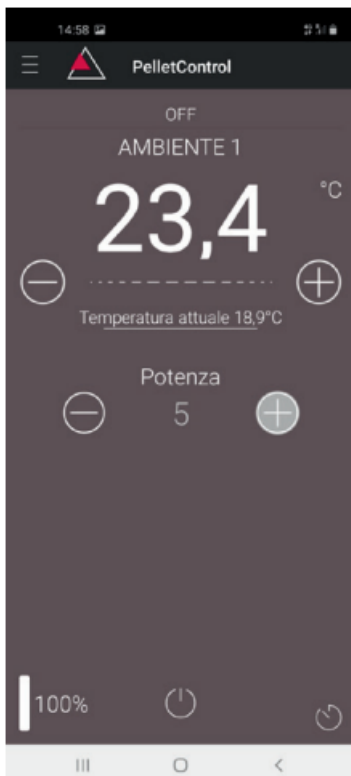 14:58
PelletControl
OFF
AMBIENTE 1
23,4 °C
Temperatura attuale 18,9°C
Potenza
5
100%